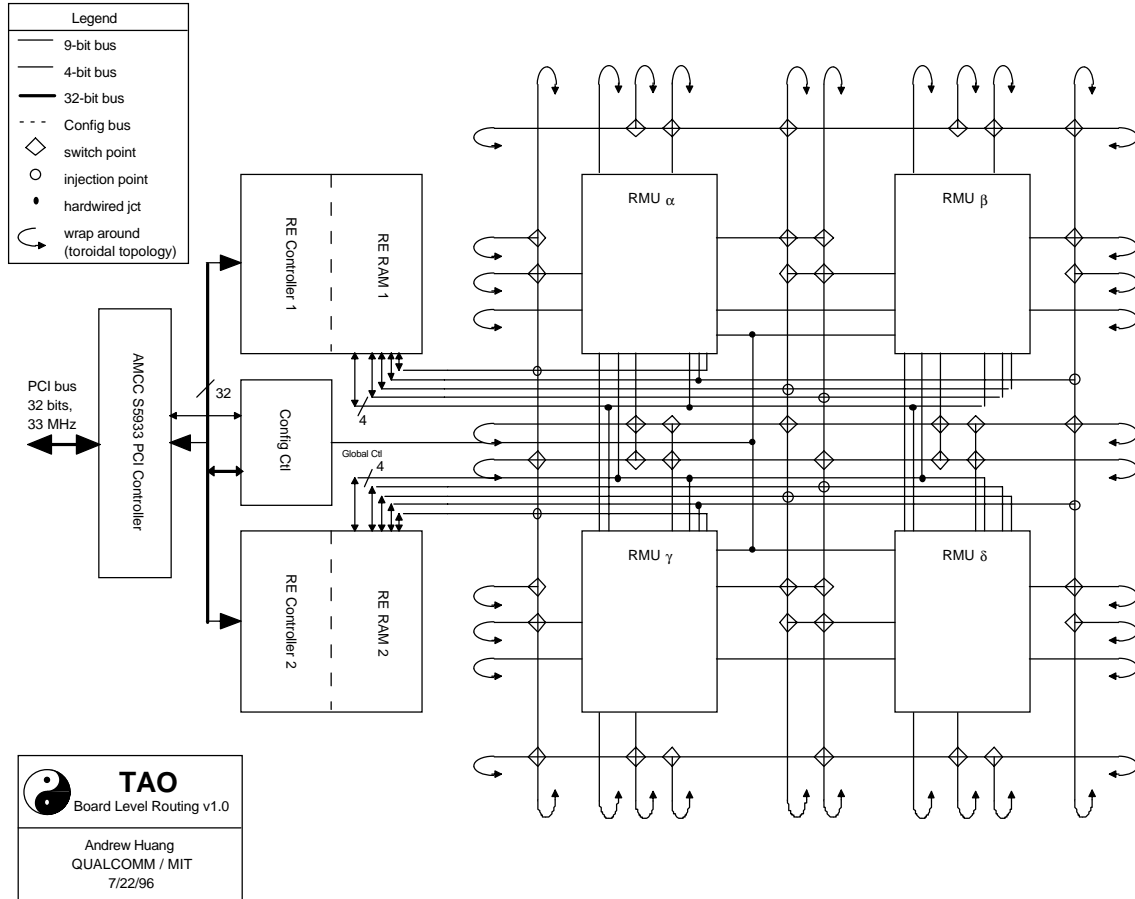 Legend
9-bit bus
4-bit bus
32-bit bus
Config bus
switch point
injection point
hardwired jct
wrap around
(toroidal topology)
PCI bus
32 bits,
33 MHz
AMCC S5933 PCI Controller
32
RE Controller 1
RE RAM 1
4
Config Ctl
Global Ctl
4
RE Controller 2
RE RAM 2
RMU α
RMU β
RMU γ
RMU δ
TAO
Board Level Routing v1.0
Andrew Huang
QUALCOMM / MIT
7/22/96